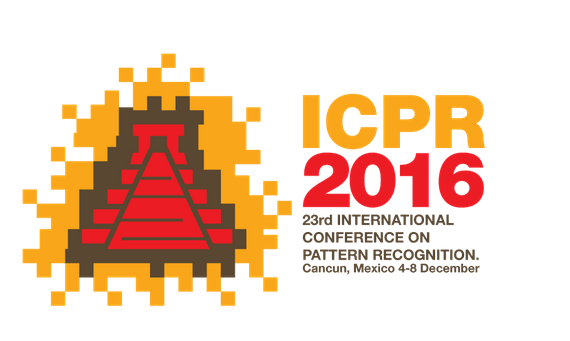 ICPR
2016
23rd INTERNATIONAL
CONFERENCE ON
PATTERN RECOGNITION.
Cancun, Mexico 4-8 December